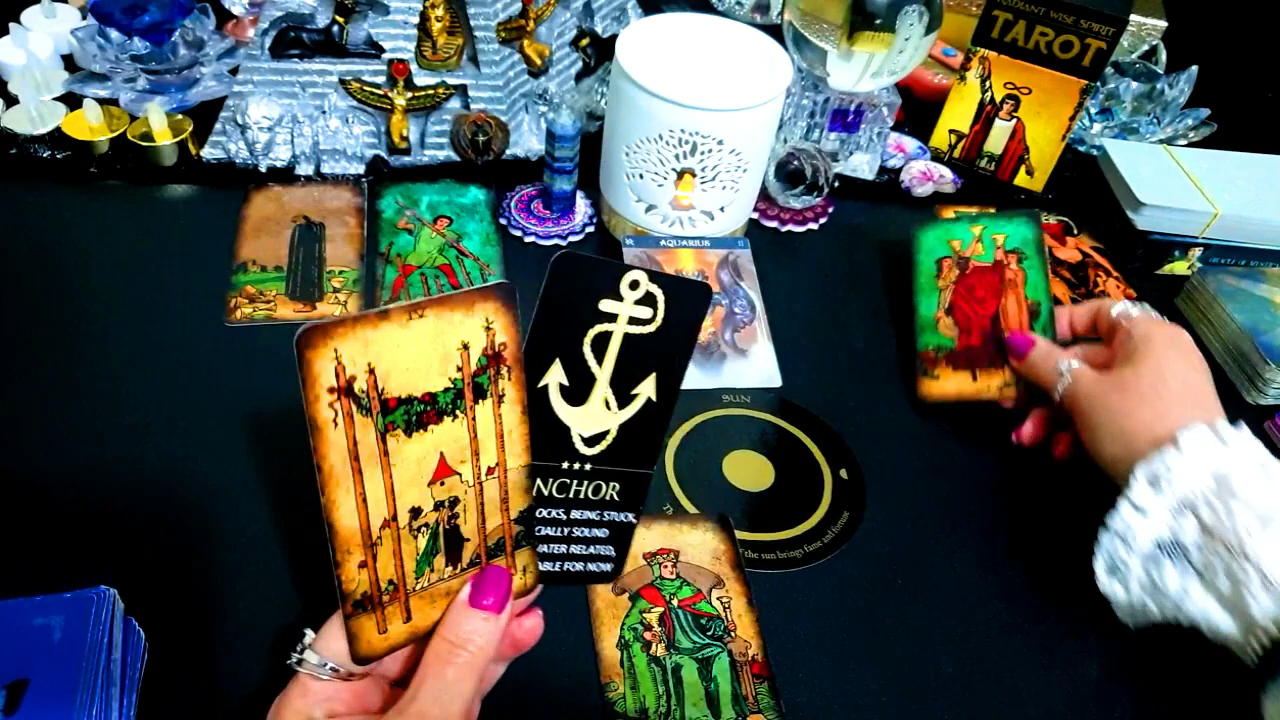 RADIANT WISE SPIRIT
TAROT
AQUARIUS
IV
SUN
NCHOR
OCKS, BEING STUCK,
CIALLY SOUND
WATER RELATED,
ABLE FOR NOW
the sun brings fame and fortune